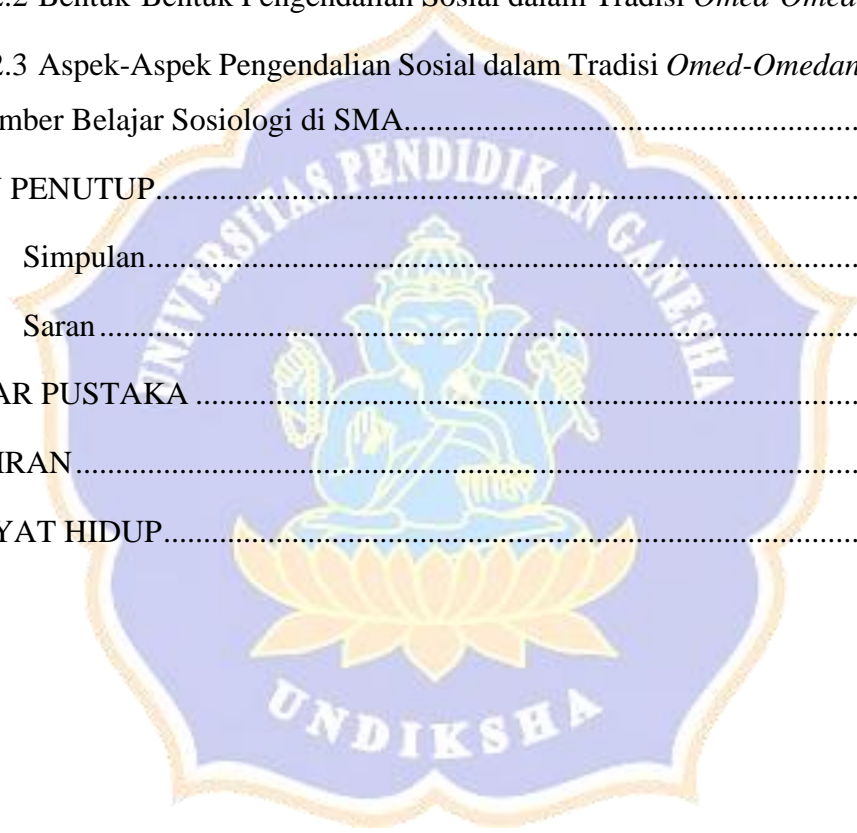 .2 Bentuk-Bentuk Pengendalian Sosial dalam Tradisi Omed-Omed
2.3 Aspek-Aspek Pengendalian Sosial dalam Tradisi Omed-Omedan
mber Belajar Sosiologi di SMA..........................................................
PENUTUP..........................................................................................
Simpulan............................................................................................
Saran..................................................................................................
AR PUSTAKA....................................................................................
IRAN..................................................................................................
YAT HIDUP.......................................................................................
UNIVERSITAS PENDIDIKAN GANESHA
UNDIKSHA